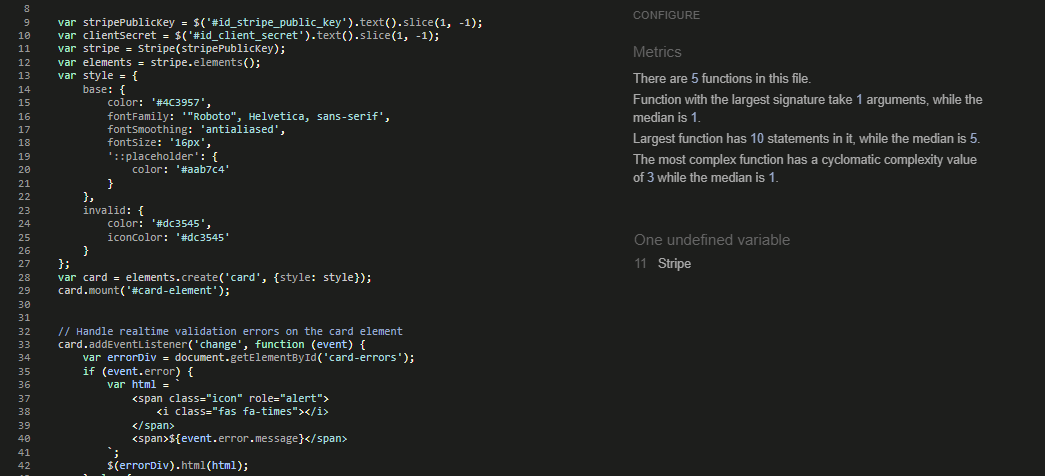 8
9 var stripePublicKey = $('#id_stripe_public_key').text().slice(1, -1);
10 var clientSecret = $('#id_client_secret').text().slice(1, -1);
11 var stripe = Stripe(stripePublicKey);
12 var elements = stripe.elements();
13 var style = {
14 base: {
15 color: '#4C3957',
16 fontFamily: '"Roboto", Helvetica, sans-serif',
17 fontSmoothing: 'antialiased',
18 fontSize: '16px',
19 '::placeholder': {
20 color: '#aab7c4'
21 }
22 },
23 invalid: {
24 color: '#dc3545',
25 iconColor: '#dc3545'
26 }
27 };
28 var card = elements.create('card', {style: style});
29 card.mount('#card-element');
30
31
32 // Handle realtime validation errors on the card element
33 card.addEventListener('change', function (event) {
34 var errorDiv = document.getElementById('card-errors');
35 if (event.error) {
36 var html = `
37 <span class="icon" role="alert">
38 <i class="fas fa-times"></i>
39 </span>
40 <span>${event.error.message}</span>
41 `;
42 $(errorDiv).html(html);
CONFIGURE
Metrics
There are 5 functions in this file.
Function with the largest signature take 1 arguments, while the
median is 1.
Largest function has 10 statements in it, while the median is 5.
The most complex function has a cyclomatic complexity value
of 3 while the median is 1.
One undefined variable
11 Stripe